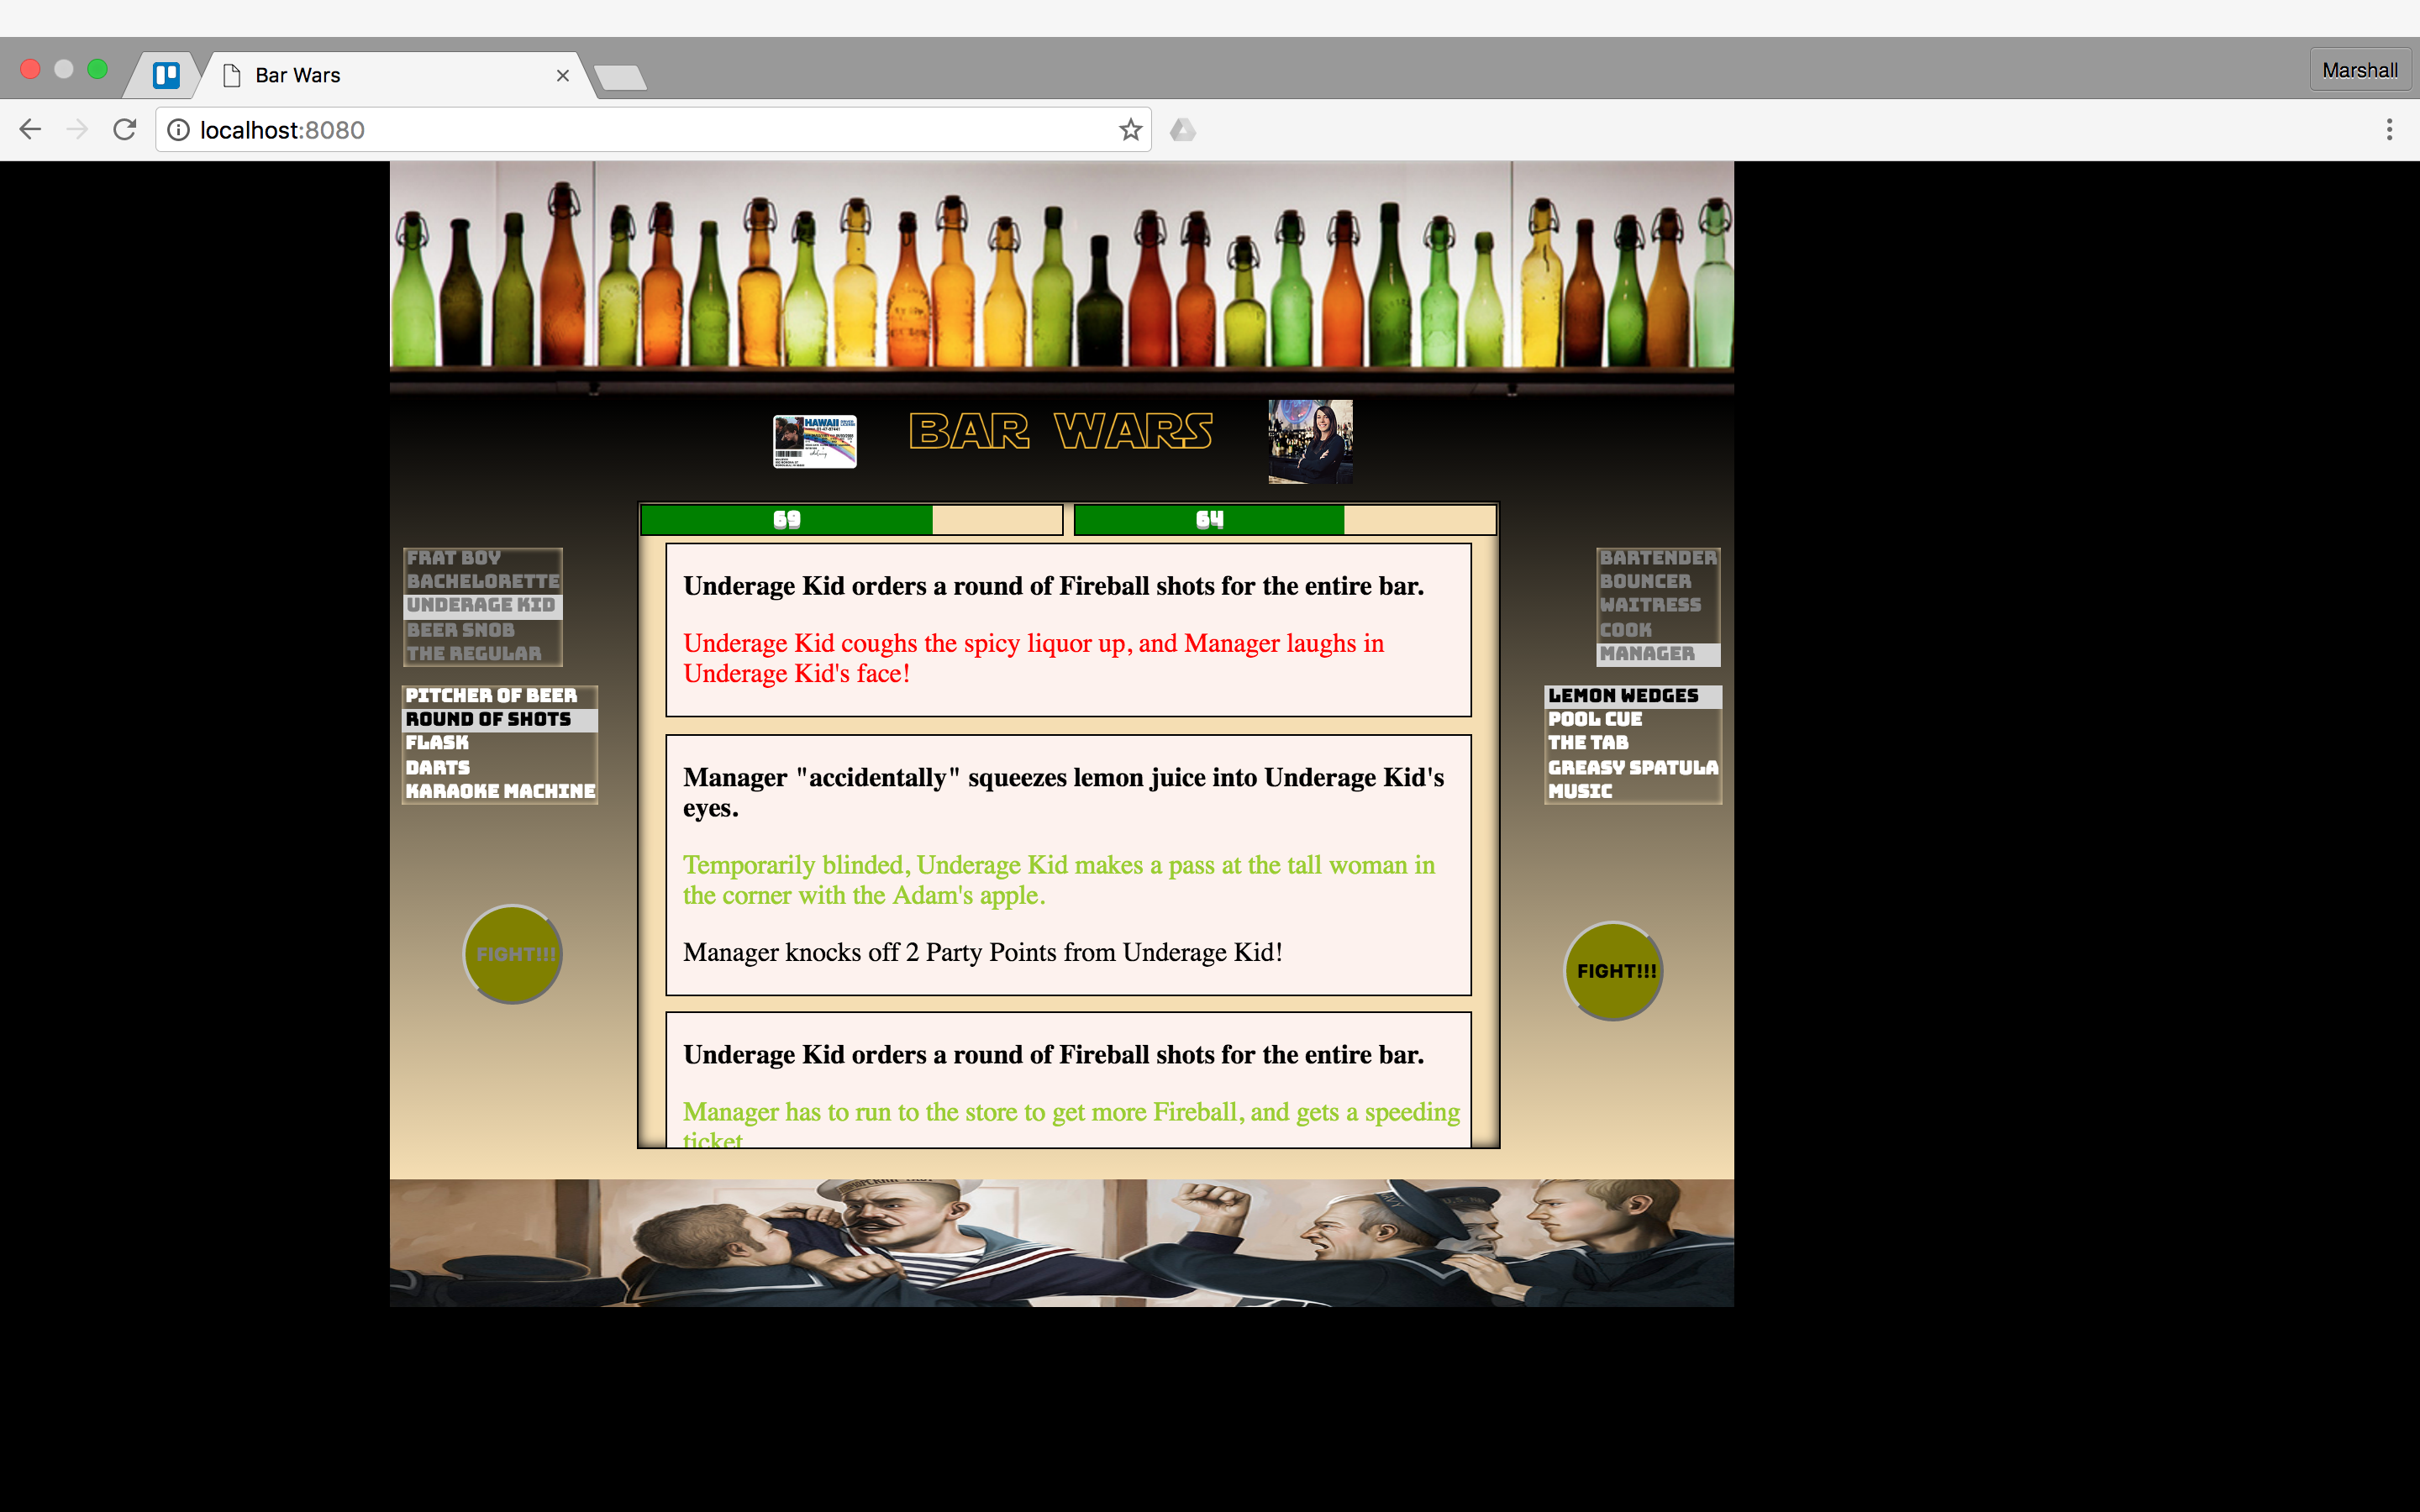 Bar Wars
Marshall
localhost:8080
HAWAII
BAR WARS
69
64
FRAT BOY
BACHELORETTE
UNDERAGE KID
BEER SNOB
THE REGULAR
PITCHER OF BEER
ROUND OF SHOTS
FLASK
DARTS
KARAOKE MACHINE
FIGHT!!!
Underage Kid orders a round of Fireball shots for the entire bar.
Underage Kid coughs the spicy liquor up, and Manager laughs in
Underage Kid's face!
Manager "accidentally" squeezes lemon juice into Underage Kid's
eyes.
Temporarily blinded, Underage Kid makes a pass at the tall woman in
the corner with the Adam's apple.
Manager knocks off 2 Party Points from Underage Kid!
Underage Kid orders a round of Fireball shots for the entire bar.
Manager has to run to the store to get more Fireball, and gets a speeding
ticket
BARTENDER
BOUNCER
WAITRESS
COOK
MANAGER
LEMON WEDGES
POOL CUE
THE TAB
GREASY SPATULA
MUSIC
FIGHT!!!